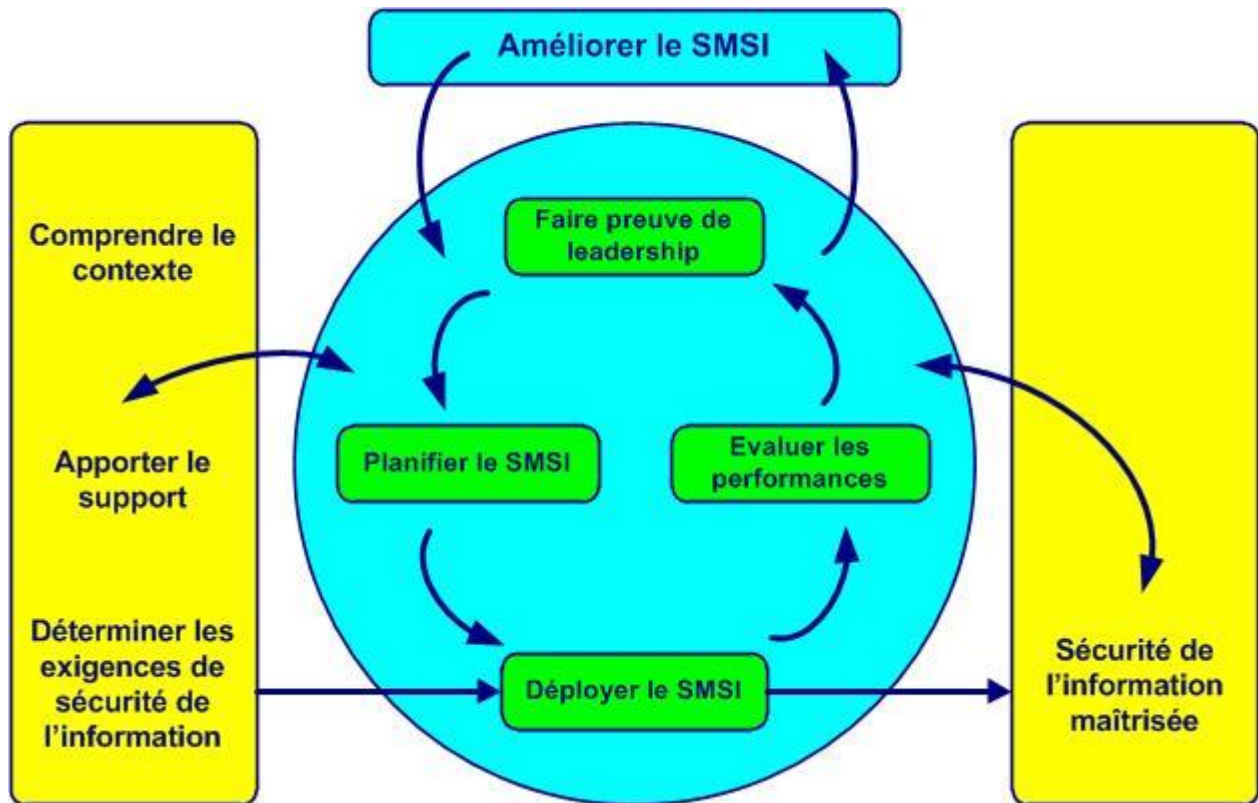 Améliorer le SMSI
Comprendre le
contexte
Apporter le
support
Déterminer les
exigences de
sécurité de
l'information
Faire preuve de
leadership
Planifier le SMSI
Evaluer les
performances
Déployer le SMSI
Sécurité de
l'information
maîtrisée